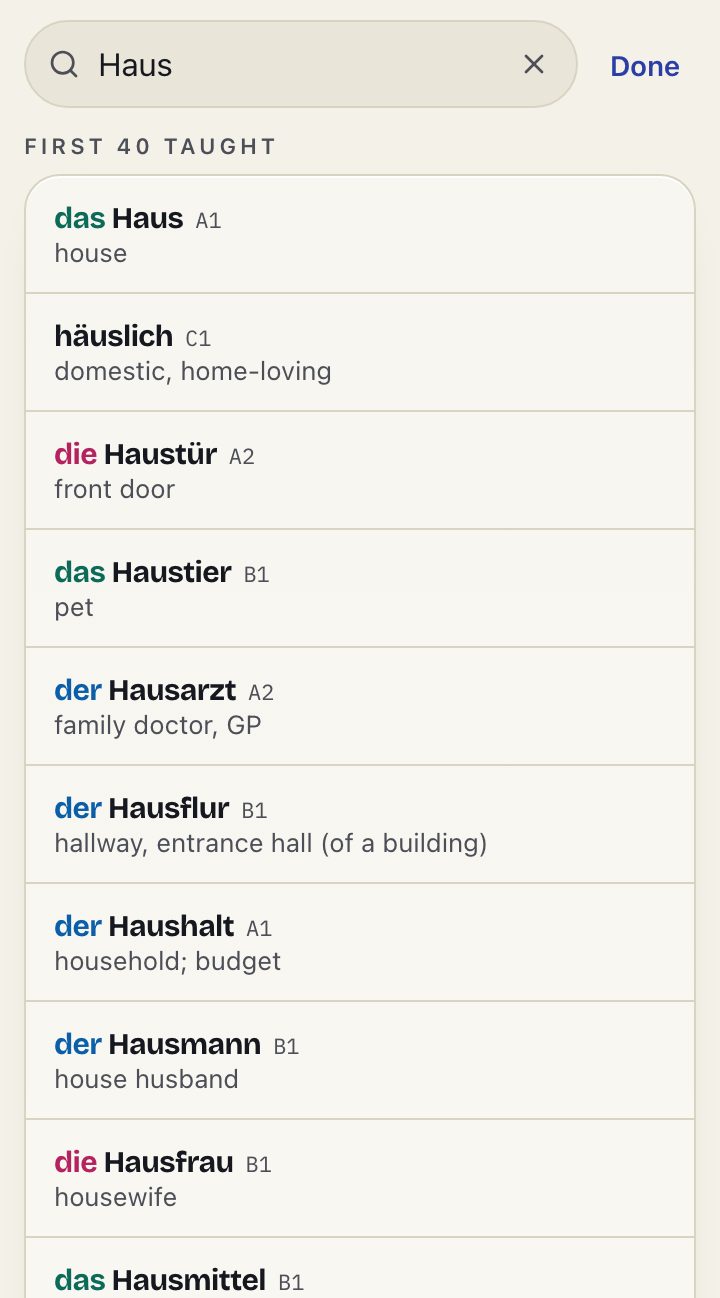 Haus
Done
FIRST 40 TAUGHT
das Haus A1
house
häuslich C1
domestic, home-loving
die Haustür A2
front door
das Haustier B1
pet
der Hausarzt A2
family doctor, GP
der Hausflur B1
hallway, entrance hall (of a building)
der Haushalt A1
household; budget
der Hausmann B1
house husband
die Hausfrau B1
housewife
das Hausmittel B1